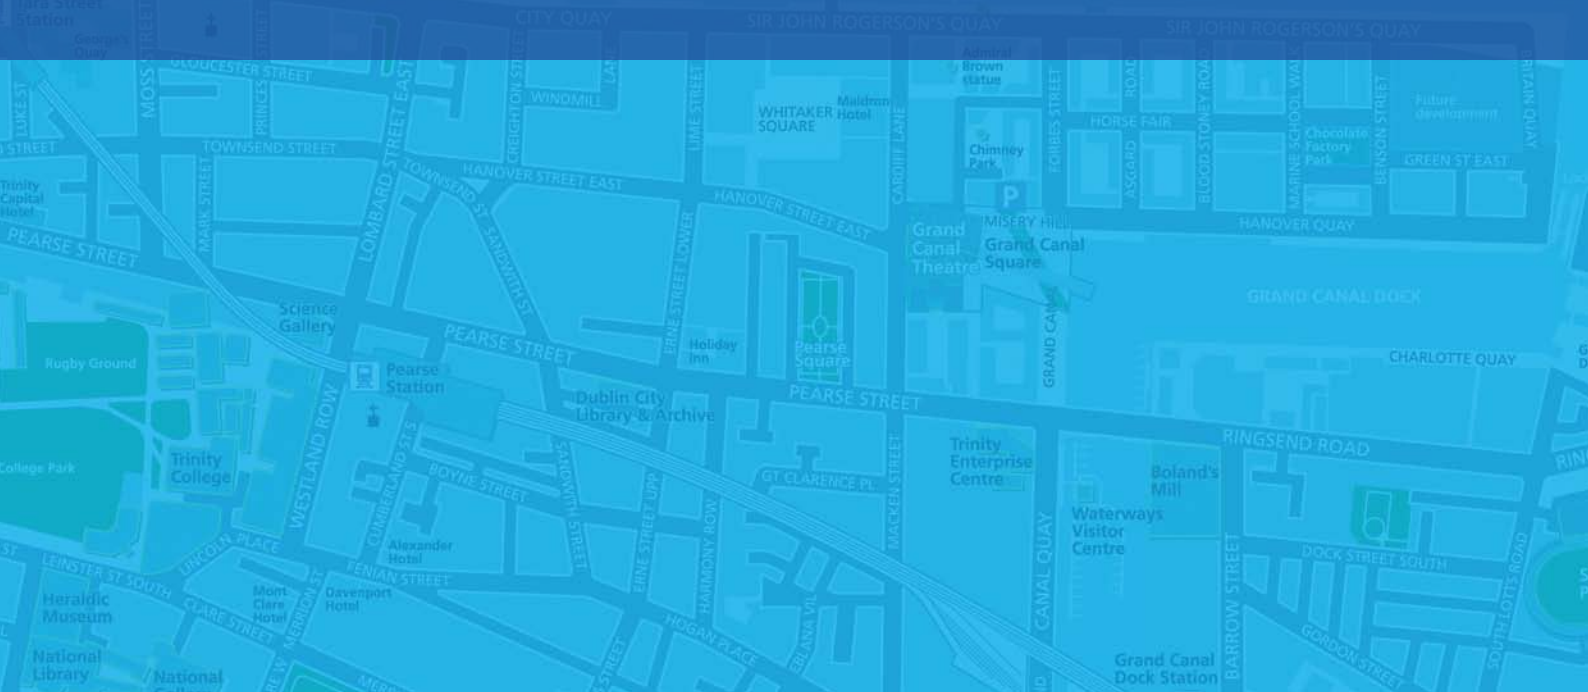 Tara Street
Station
George's
Quay
CITY QUAY
SIR JOHN ROGERSON'S QUAY
SIR JOHN ROGERSON'S QUAY
BRITAIN QUAY
MOSS STREET
PRINCES STREET
GLOUCESTER STREET
LUKE ST
LOMBARD STREET EAST
CREIGHTON STREET
WINDMILL
LANE
LIME STREET
WHITAKER
SQUARE
Maldron
Hotel
CARDIFF LANE
Admiral
Brown
statue
Chimney
Park
FORBES STREET
HORSE FAIR
ASGARD
ROAD
BLOOD STONEY ROAD
MARINE SCHOOL WALK
Chocolate
Factory
Park
BENSON STREET
Future
development
GREEN ST EAST
STREET
TOWNSEND STREET
MARK STREET
TOWNSEND ST
HANOVER STREET EAST
HANOVER STREET EAST
Trinity
Capital
Hotel
PEARSE STREET
SANDWITH ST
ERNE STREET LOWER
P
MISERY HILL
Grand
Canal
Theatre
Grand Canal
Square
HANOVER QUAY
GRAND CANAL DOCK
Science
Gallery
PEARSE STREET
Holiday
Inn
Pearse
Square
GRAND CANAL
CHARLOTTE QUAY
Rugby Ground
Pearse
Station
Dublin City
Library & Archive
PEARSE STREET
RINGSEND ROAD
College Park
Trinity
College
WESTLAND ROW
CUMBERLAND ST S
BOYNE STREET
SANDWITH STREET
ERNE STREET UPP
HARMONY ROW
GT CLARENCE PL
MACKEN STREET
Trinity
Enterprise
Centre
Boland's
Mill
Waterways
Visitor
Centre
CANAL QUAY
BARROW STREET
DOCK STREET SOUTH
SOUTH LOTTS ROAD
GORDON STREET
LEINSTER ST SOUTH
LINCOLN PLACE
Alexander
Hotel
FENIAN STREET
Mont
Clare
Hotel
Davenport
Hotel
MERRION ST
CLARE STREET
Heraldic
Museum
National
Library
National
HOGAN PLACE
EBLANA VILL
STREET
Grand Canal
Dock Station